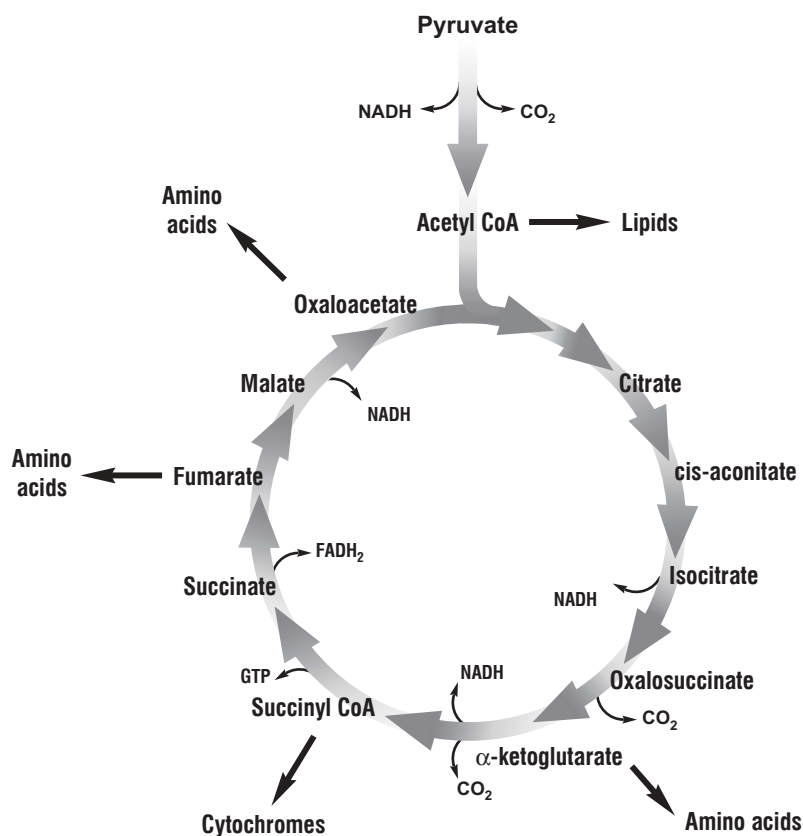 Pyruvate
NADH
CO₂
Amino
acids
Acetyl CoA
Lipids
Oxaloacetate
Malate
Citrate
NADH
Amino
acids
Fumarate
cis-aconitate
FADH₂
Succinate
Isocitrate
NADH
GTP
NADH
Oxalosuccinate
Succinyl CoA
CO₂
α-ketoglutarate
CO₂
Cytochromes
Amino acids